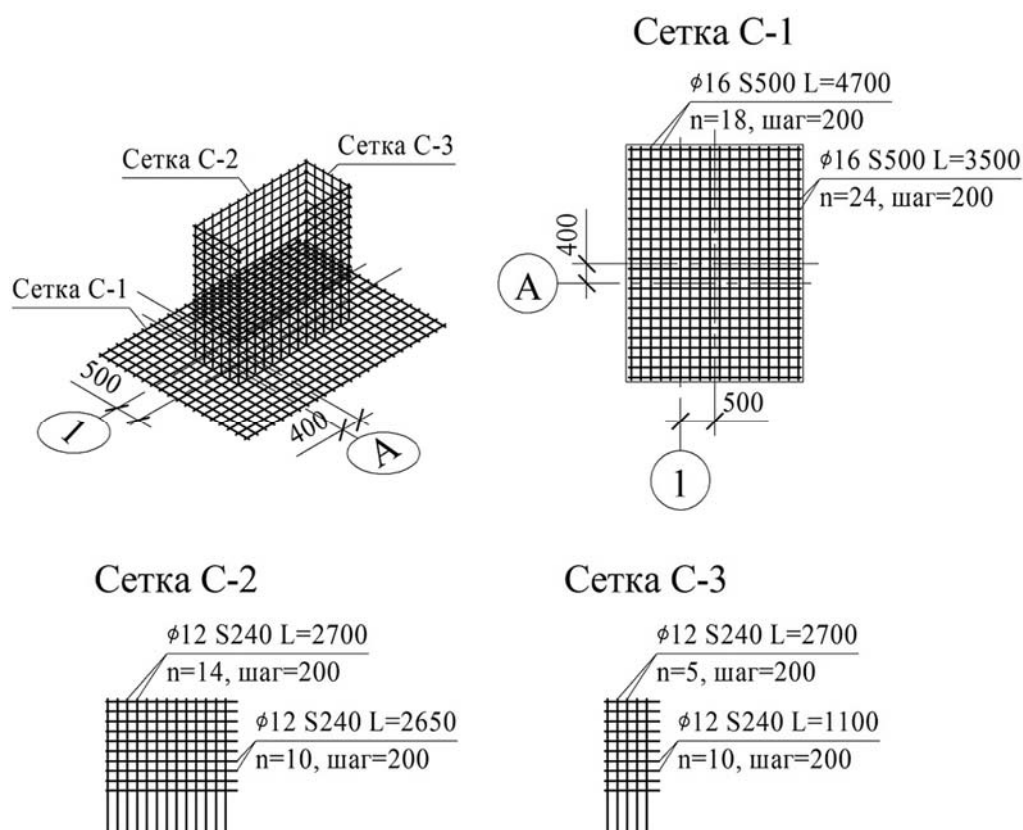 Сетка С-1
ϕ16 S500 L=4700
n=18, шаг=200
ϕ16 S500 L=3500
n=24, шаг=200
400
А
500
1
Сетка С-2
Сетка С-3
Сетка С-1
500
1
400
А
Сетка С-2
ϕ12 S240 L=2700
n=14, шаг=200
ϕ12 S240 L=2650
n=10, шаг=200
Сетка С-3
ϕ12 S240 L=2700
n=5, шаг=200
ϕ12 S240 L=1100
n=10, шаг=200